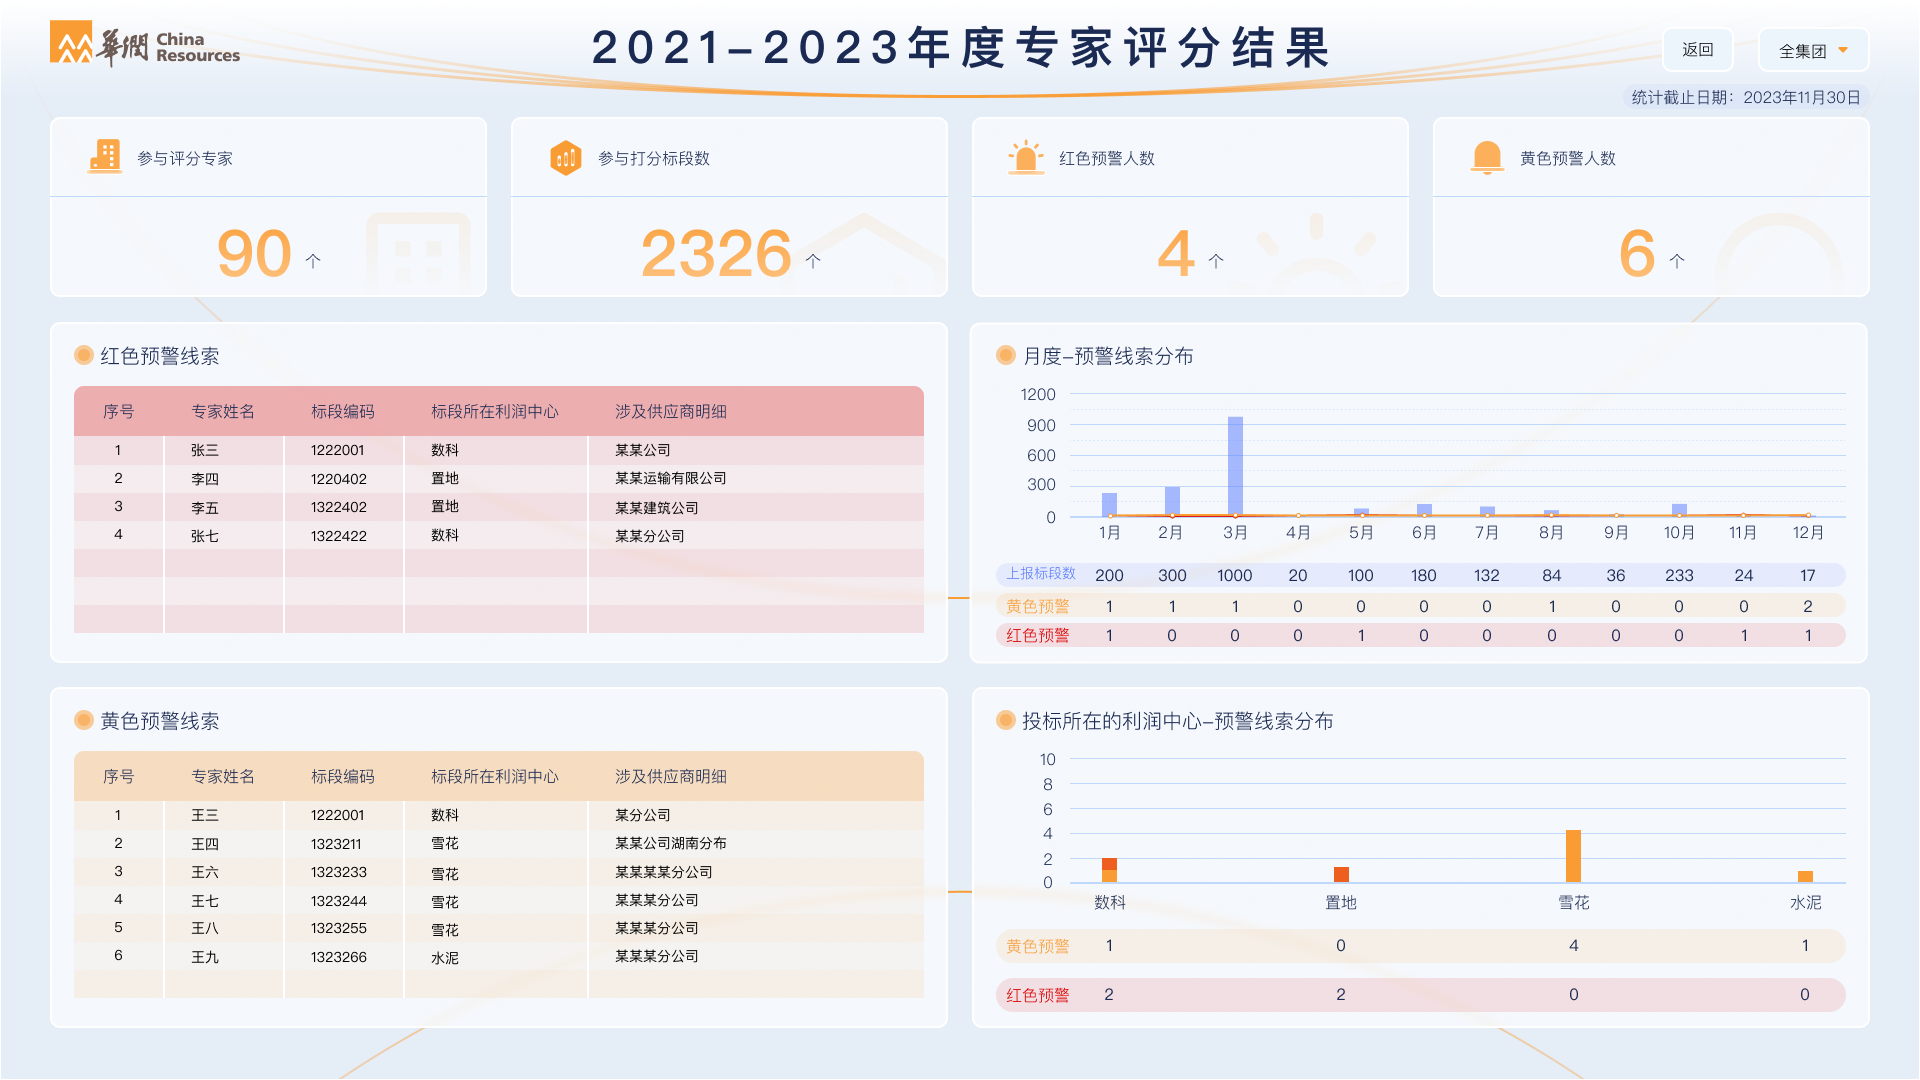 華潤 China Resources
2021-2023年度专家评分结果
返回
全集团
统计截止日期：2023年11月30日
参与评分专家
90 个
参与打分标段数
2326 个
红色预警人数
4 个
黄色预警人数
6 个
红色预警线索
序号 专家姓名 标段编码 标段所在利润中心 涉及供应商明细
1 张三 1222001 数科 某某公司
2 李四 1220402 置地 某某运输有限公司
3 李五 1322402 置地 某某建筑公司
4 张七 1322422 数科 某某分公司
月度-预警线索分布
1200
900
600
300
0
1月 2月 3月 4月 5月 6月 7月 8月 9月 10月 11月 12月
上报标段数 200 300 1000 20 100 180 132 84 36 233 24 17
黄色预警 1 1 1 0 0 0 0 1 0 0 0 2
红色预警 1 0 0 0 1 0 0 0 0 0 1 1
黄色预警线索
序号 专家姓名 标段编码 标段所在利润中心 涉及供应商明细
1 王三 1222001 数科 某分公司
2 王四 1323211 雪花 某某公司湖南分布
3 王六 1323233 雪花 某某某某分公司
4 王七 1323244 雪花 某某某分公司
5 王八 1323255 雪花 某某某分公司
6 王九 1323266 水泥 某某某分公司
投标所在的利润中心-预警线索分布
10
8
6
4
2
0
数科 置地 雪花 水泥
黄色预警 1 0 4 1
红色预警 2 2 0 0